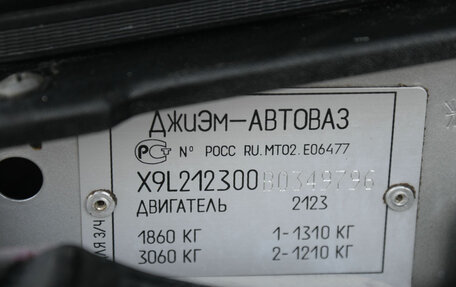 ДжиЭм-АВТОВАЗ
№ РОСС RU.МТ02.Е06477
X9L212300B0349796
ДВИГАТЕЛЬ 2123
1860 КГ 1-1310 КГ
3060 КГ 2-1210 КГ